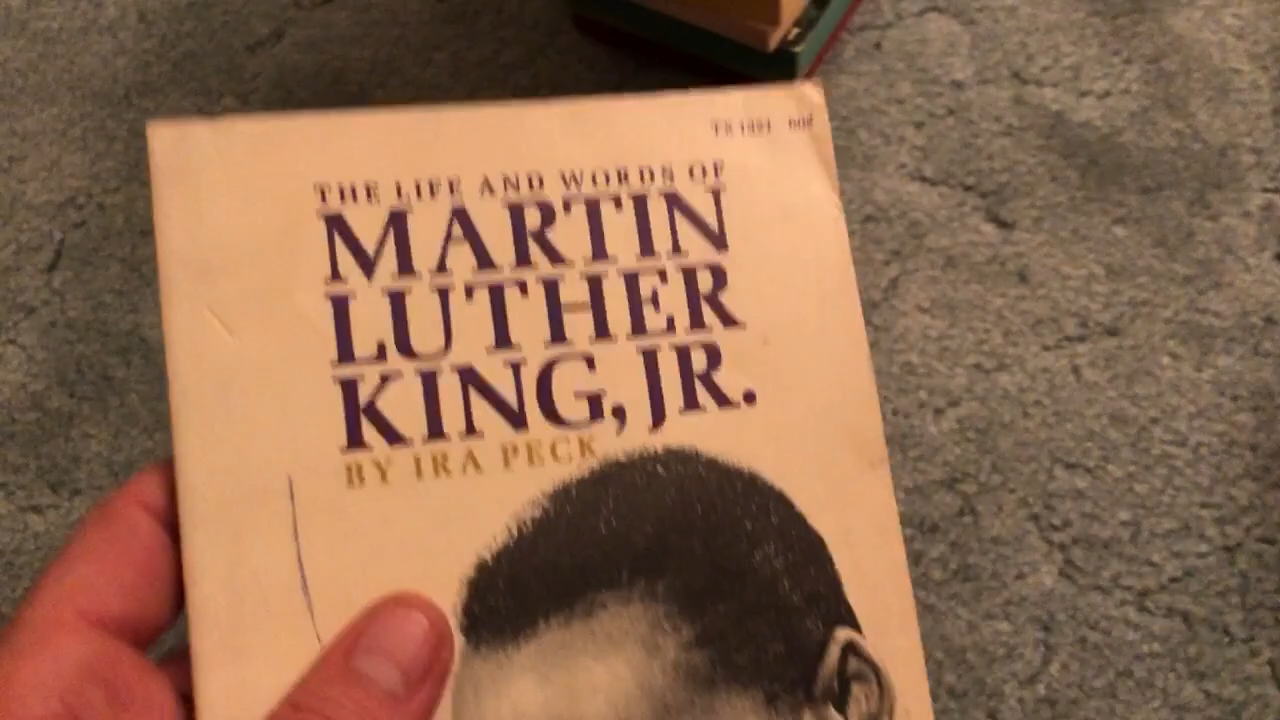 THE LIFE AND WORDS OF
MARTIN
LUTHER
KING, JR.
BY IRA PECK